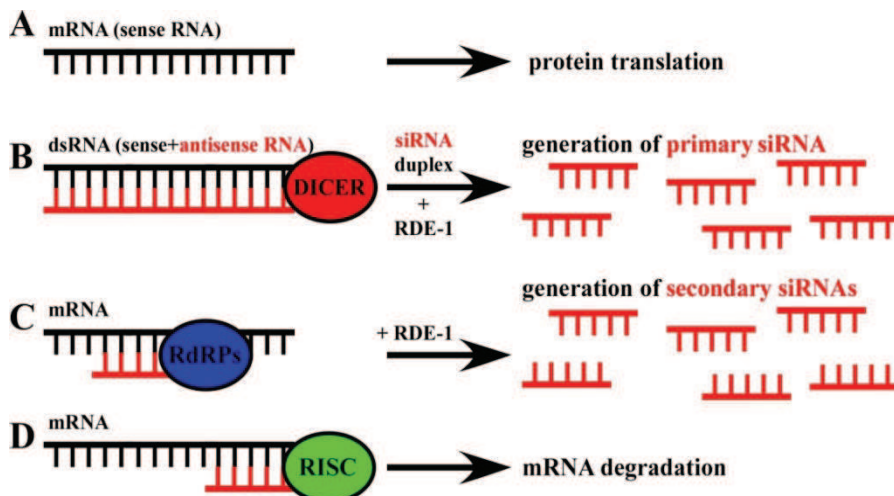 A
mRNA (sense RNA)
protein translation
B
dsRNA (sense+antisense RNA)
DICER
siRNA
duplex
+
RDE-1
generation of primary siRNA
C
mRNA
RdRPs
+ RDE-1
generation of secondary siRNAs
D
mRNA
RISC
mRNA degradation